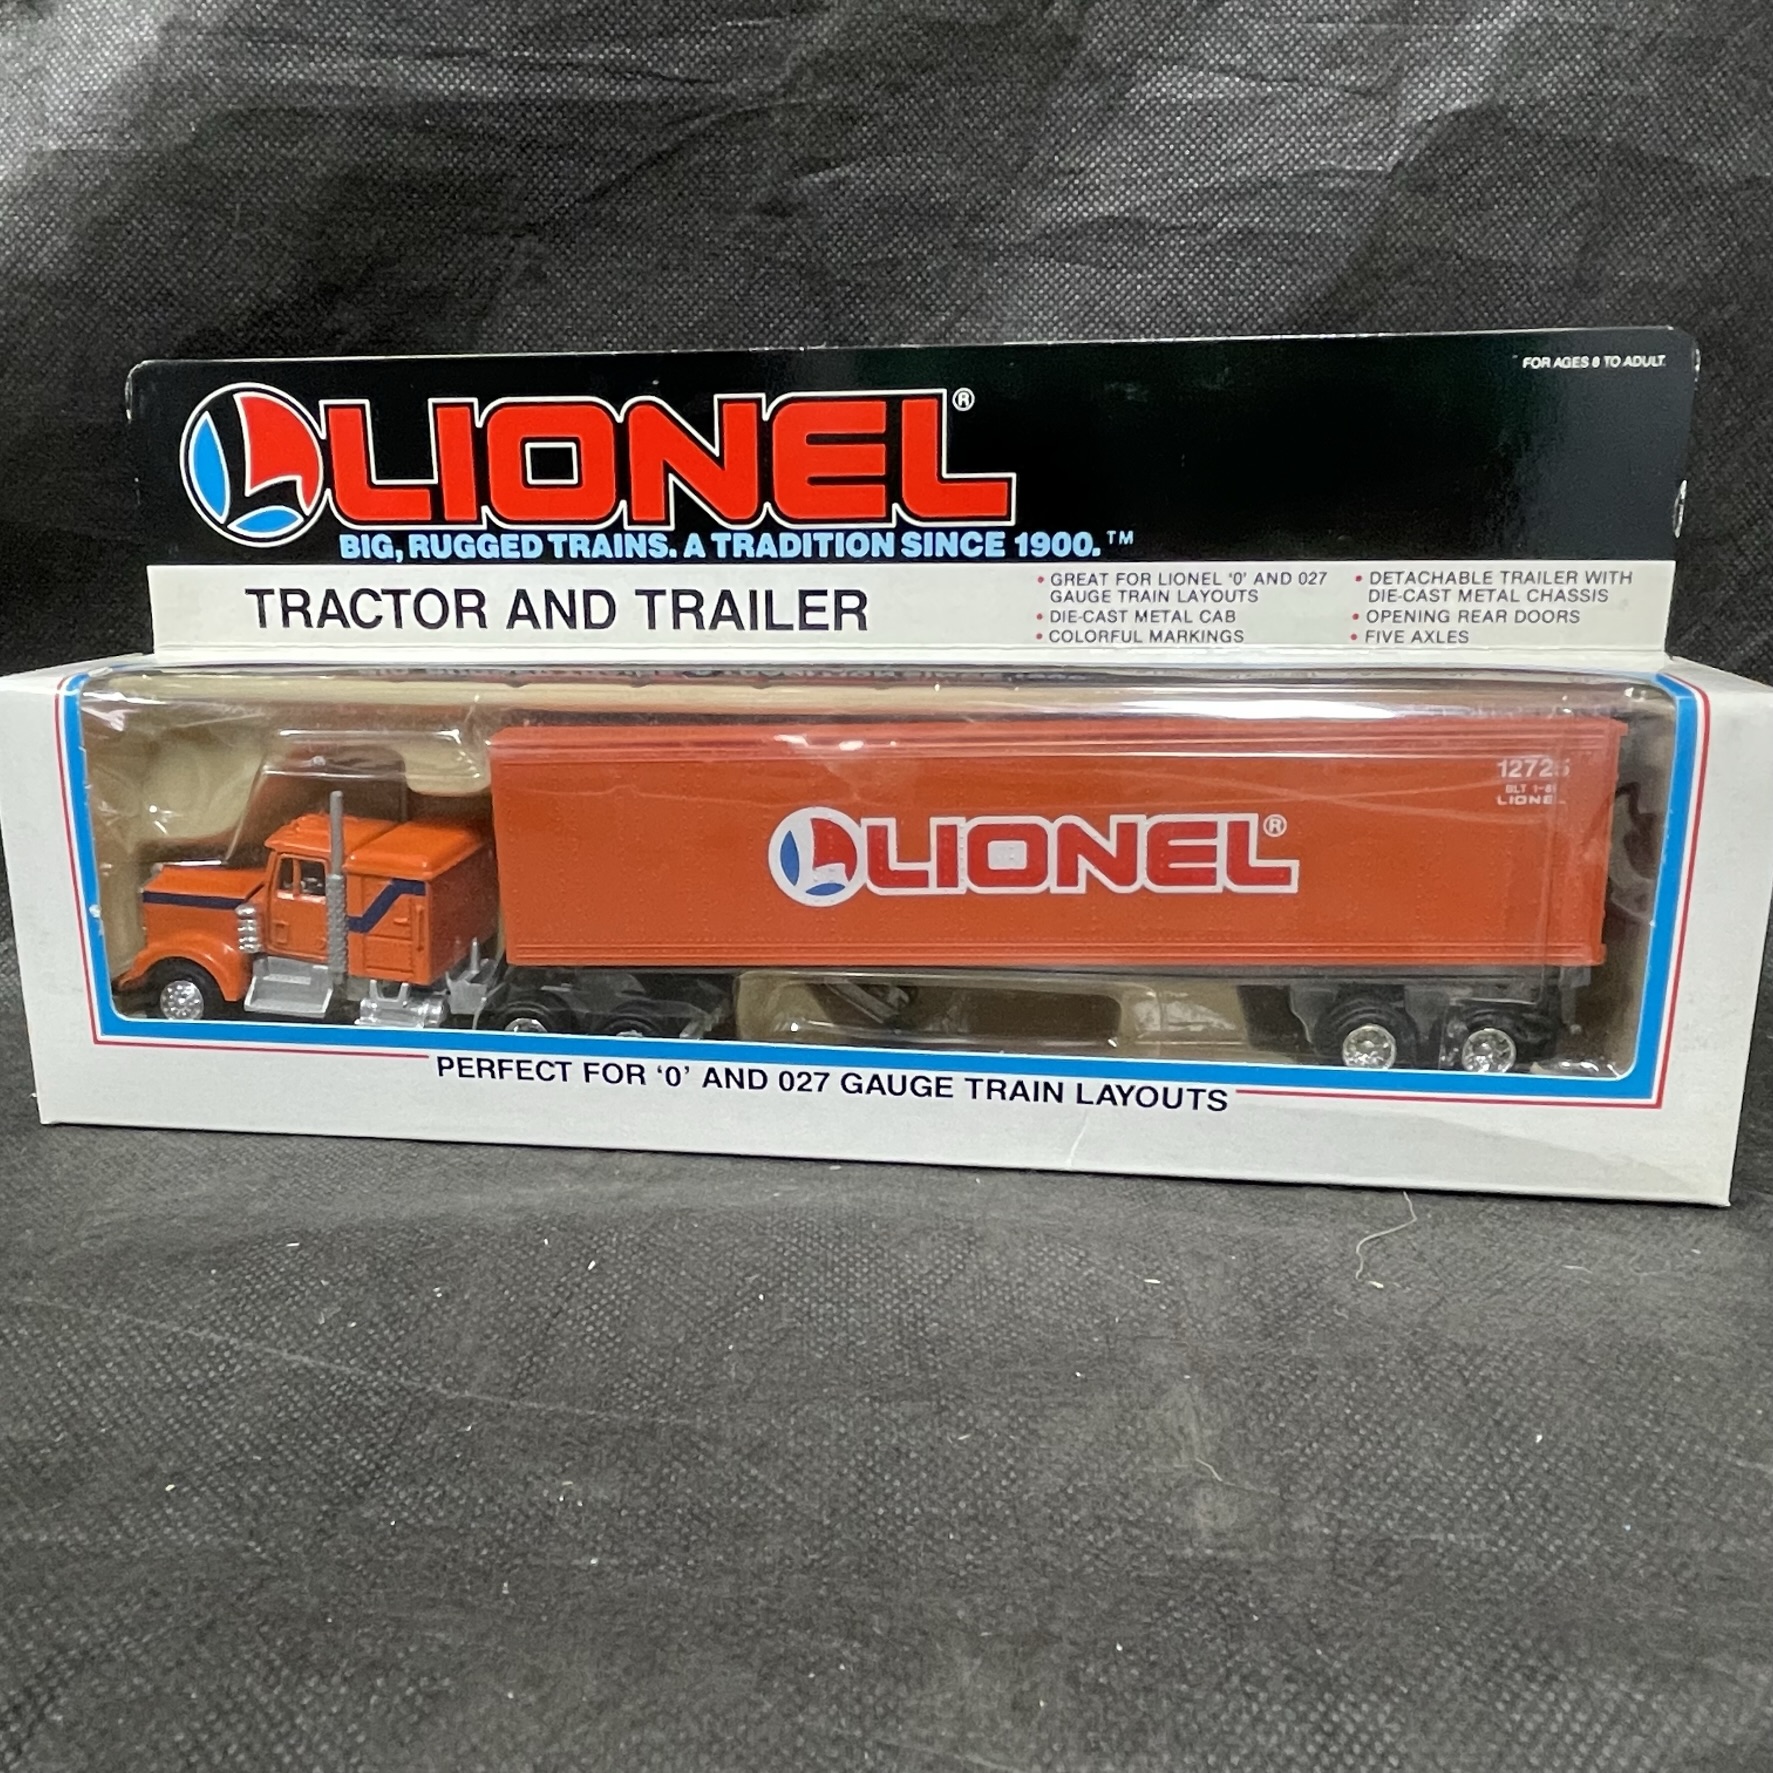 FOR AGES 8 TO ADULT
LIONEL®
BIG, RUGGED TRAINS. A TRADITION SINCE 1900.™
TRACTOR AND TRAILER
• GREAT FOR LIONEL ‘0’ AND 027
GAUGE TRAIN LAYOUTS
• DIE-CAST METAL CAB
• COLORFUL MARKINGS
• DETACHABLE TRAILER WITH
DIE-CAST METAL CHASSIS
• OPENING REAR DOORS
• FIVE AXLES
12725
LIONEL
LIONEL®
PERFECT FOR ‘0’ AND 027 GAUGE TRAIN LAYOUTS